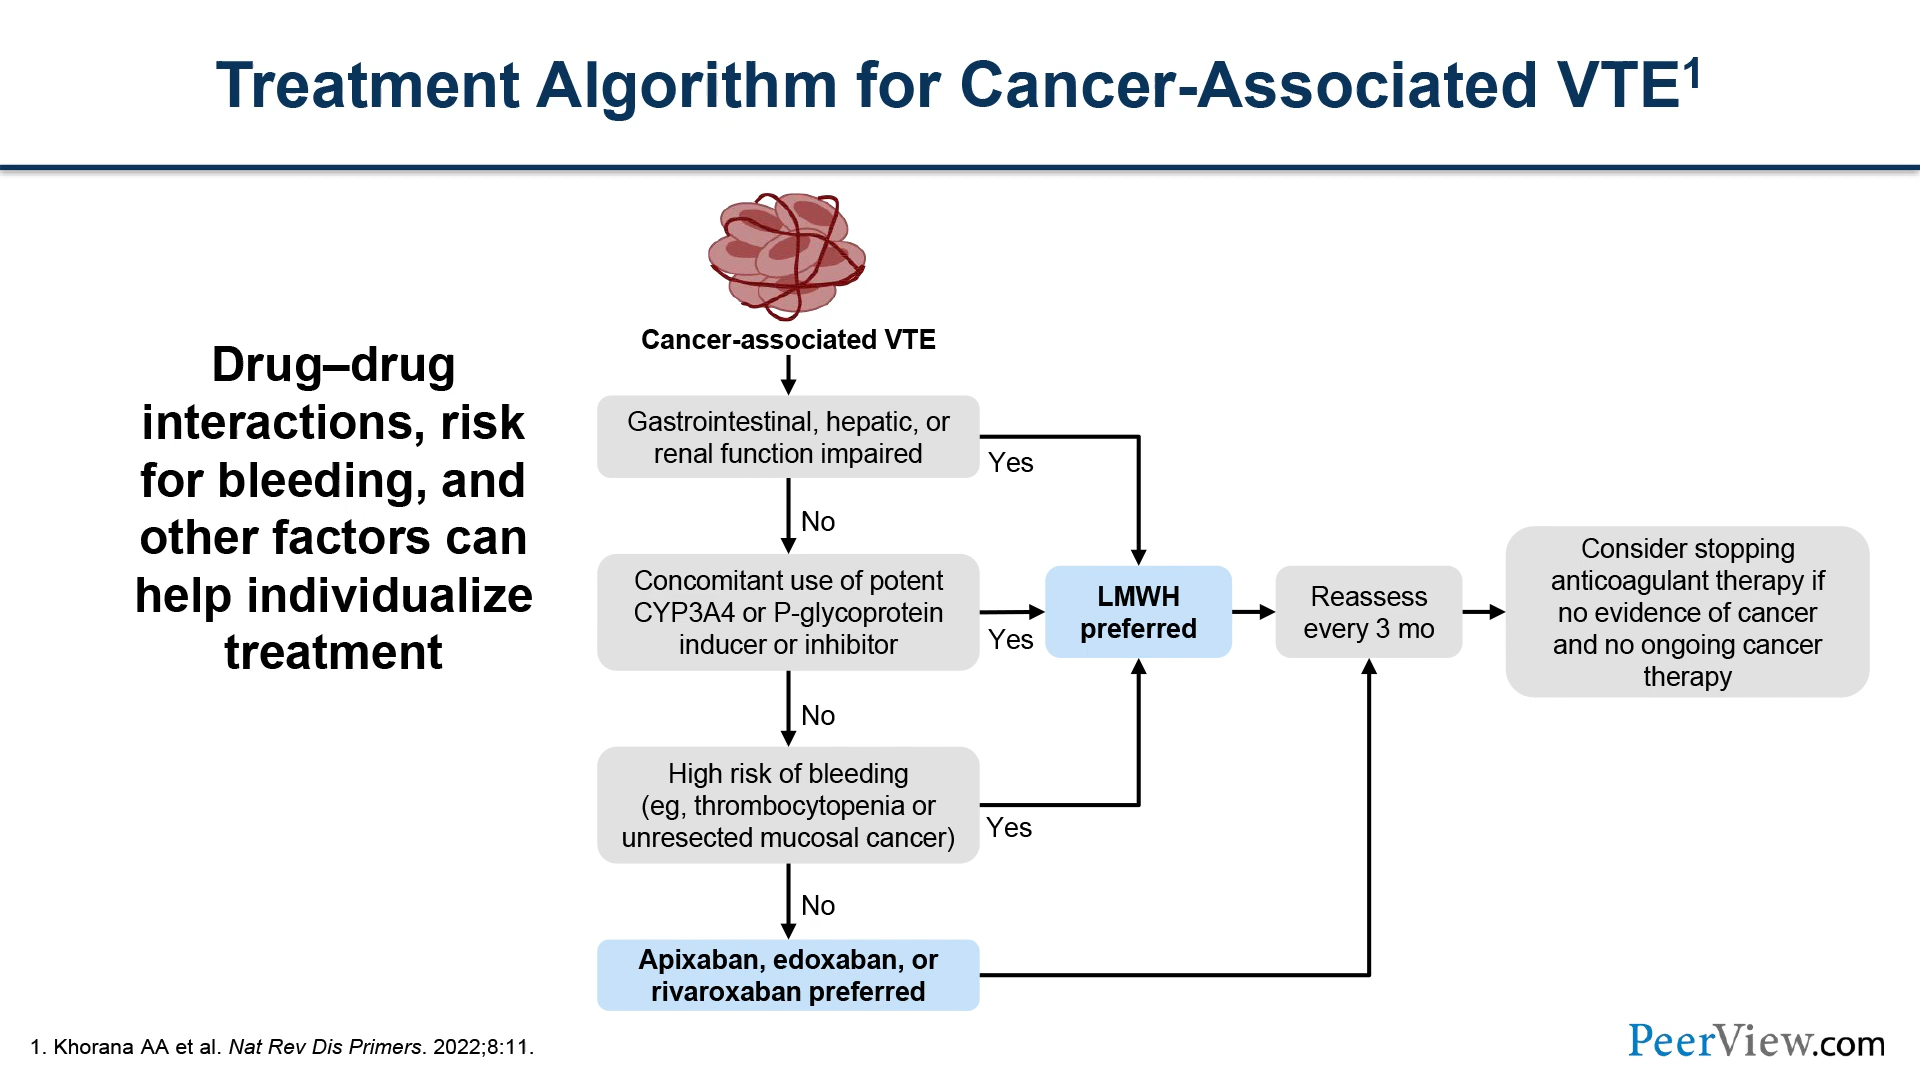 Treatment Algorithm for Cancer-Associated VTE1
Drug–drug
interactions, risk
for bleeding, and
other factors can
help individualize
treatment
Cancer-associated VTE
Gastrointestinal, hepatic, or
renal function impaired
Yes
No
Concomitant use of potent
CYP3A4 or P-glycoprotein
inducer or inhibitor
Yes
No
High risk of bleeding
(eg, thrombocytopenia or
unresected mucosal cancer)
Yes
No
Apixaban, edoxaban, or
rivaroxaban preferred
LMWH
preferred
Reassess
every 3 mo
Consider stopping
anticoagulant therapy if
no evidence of cancer
and no ongoing cancer
therapy
1. Khorana AA et al. Nat Rev Dis Primers. 2022;8:11.
PeerView.com